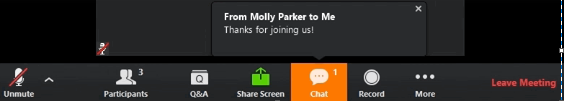 From Molly Parker to Me
Thanks for joining us!
3
1
Unmute
Participants
Q&A
Share Screen
Chat
Record
More
Leave Meeting